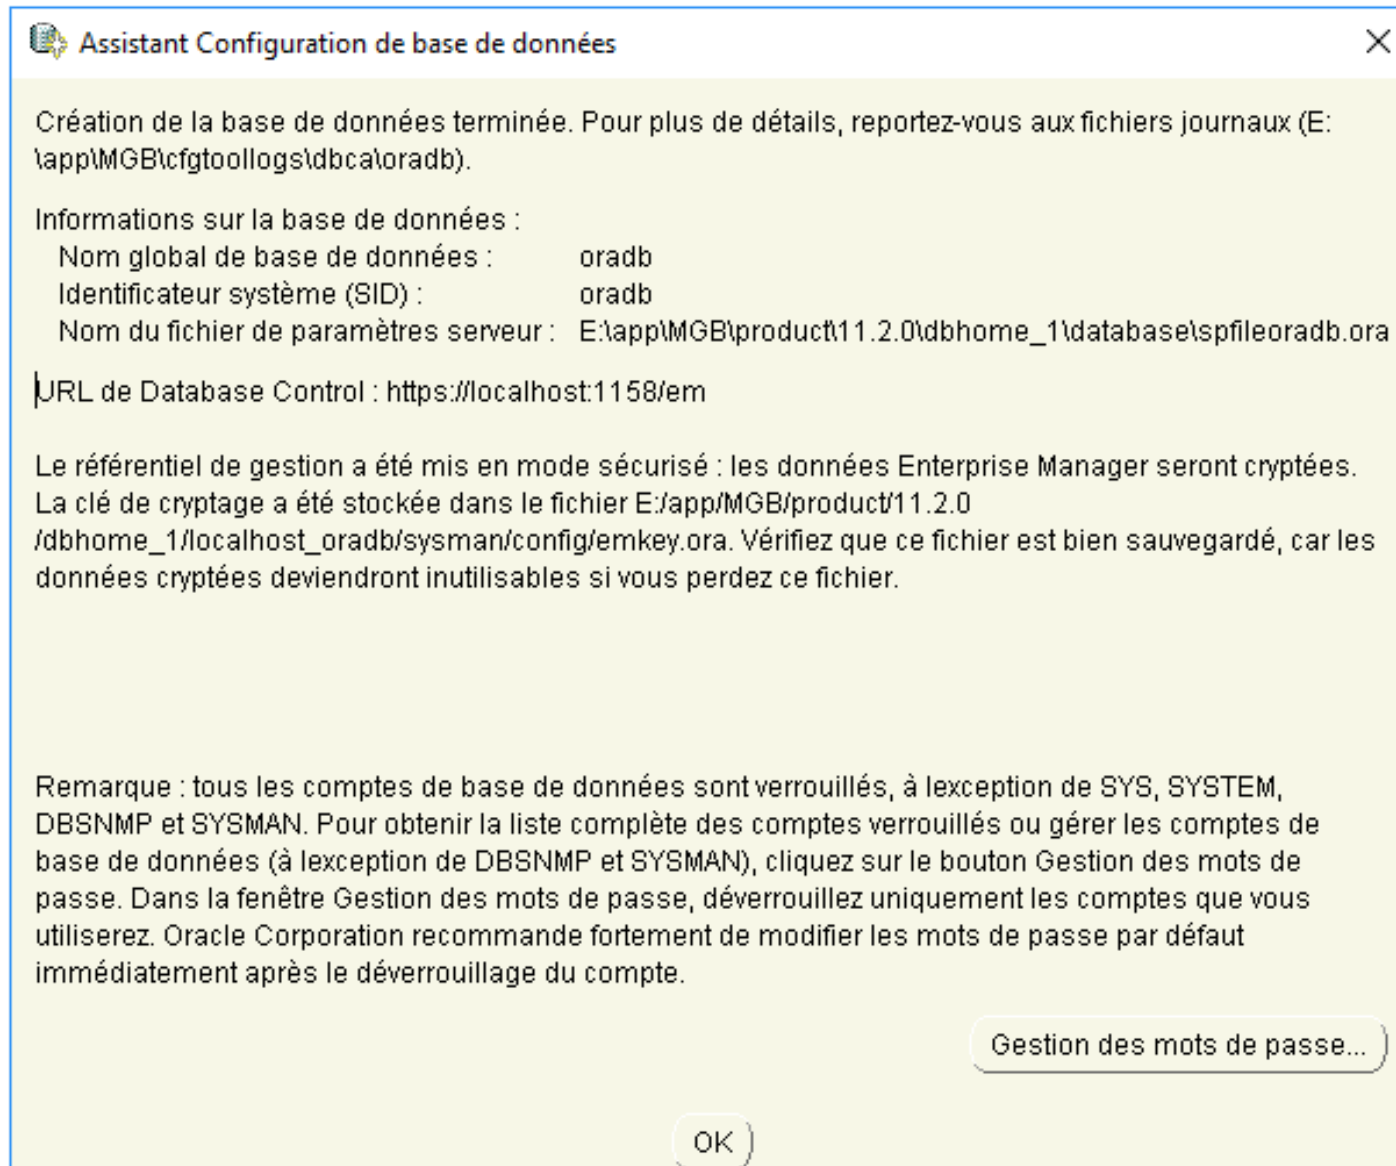 Assistant Configuration de base de données
Création de la base de données terminée. Pour plus de détails, reportez-vous aux fichiers journaux (E:
\app\MGB\cfgtoollogs\dbca\oradb).
Informations sur la base de données :
Nom global de base de données : oradb
Identificateur système (SID) : oradb
Nom du fichier de paramètres serveur : E:\app\MGB\product\11.2.0\dbhome_1\database\spfileoradb.ora
URL de Database Control : https://localhost:1158/em
Le référentiel de gestion a été mis en mode sécurisé : les données Enterprise Manager seront cryptées.
La clé de cryptage a été stockée dans le fichier E:/app/MGB/product/11.2.0
/dbhome_1/localhost_oradb/sysman/config/emkey.ora. Vérifiez que ce fichier est bien sauvegardé, car les
données cryptées deviendront inutilisables si vous perdez ce fichier.
Remarque : tous les comptes de base de données sont verrouillés, à lexception de SYS, SYSTEM,
DBSNMP et SYSMAN. Pour obtenir la liste complète des comptes verrouillés ou gérer les comptes de
base de données (à lexception de DBSNMP et SYSMAN), cliquez sur le bouton Gestion des mots de
passe. Dans la fenêtre Gestion des mots de passe, déverrouillez uniquement les comptes que vous
utiliserez. Oracle Corporation recommande fortement de modifier les mots de passe par défaut
immédiatement après le déverrouillage du compte.
Gestion des mots de passe...
OK